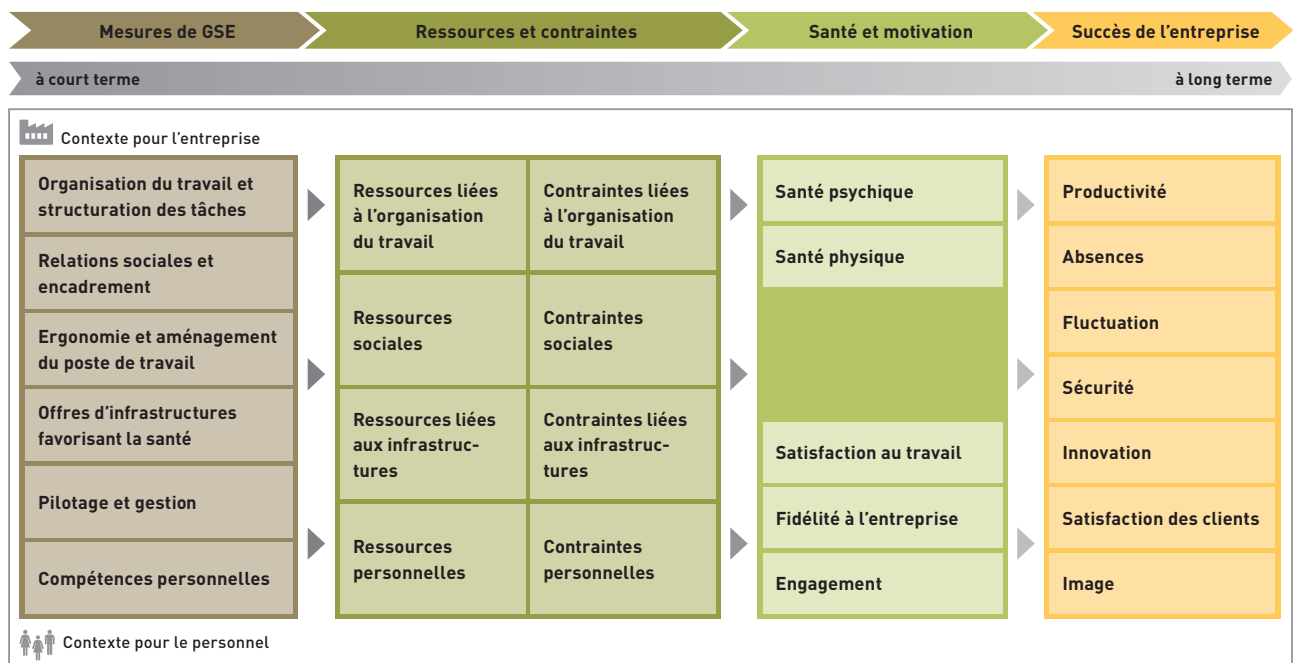 Mesures de GSE
Ressources et contraintes
Santé et motivation
Succès de l'entreprise
à court terme
à long terme
Contexte pour l'entreprise
Organisation du travail et
structuration des tâches
Relations sociales et
encadrement
Ergonomie et aménagement
du poste de travail
Offres d'infrastructures
favorisant la santé
Pilotage et gestion
Compétences personnelles
Ressources liées
à l'organisation
du travail
Contraintes liées
à l'organisation
du travail
Ressources
sociales
Contraintes
sociales
Ressources liées
aux infrastruc-
tures
Contraintes liées
aux infrastruc-
tures
Ressources
personnelles
Contraintes
personnelles
Santé psychique
Santé physique
Satisfaction au travail
Fidélité à l'entreprise
Engagement
Productivité
Absences
Fluctuation
Sécurité
Innovation
Satisfaction des clients
Image
Contexte pour le personnel